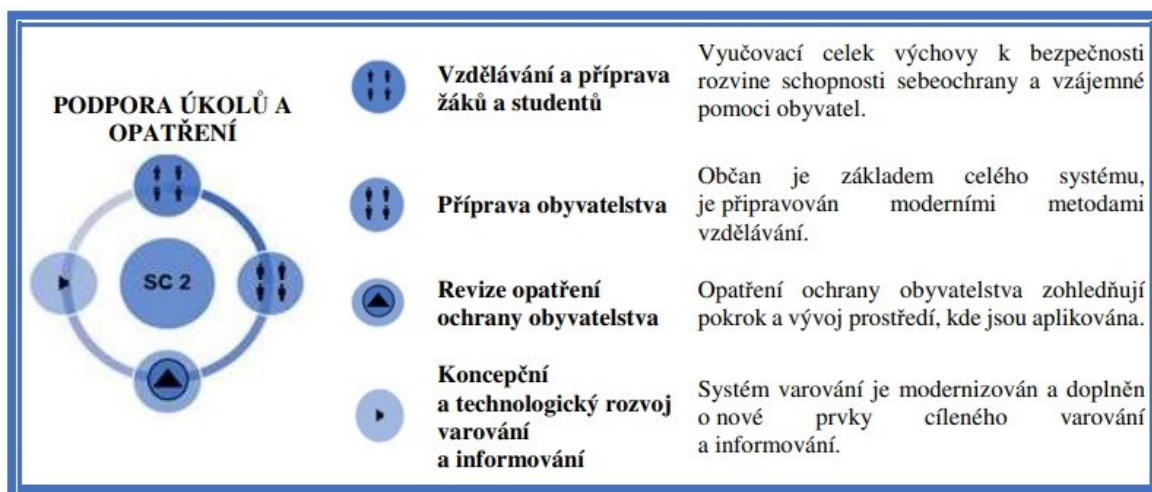 PODPORA ÚKOLŮ A
OPATŘENÍ
SC 2
Vzdělávání a příprava
žáků a studentů
Vyučovací celek výchovy k bezpečnosti
rozvine schopnosti sebeochrany a vzájemné
pomoci obyvatel.
Příprava obyvatelstva
Občan je základem celého systému,
je připravován moderními metodami
vzdělávání.
Revize opatření
ochrany obyvatelstva
Opatření ochrany obyvatelstva zohledňují
pokrok a vývoj prostředí, kde jsou aplikována.
Koncepční
a technologický rozvoj
varování
a informování
Systém varování je modernizován a doplněn
o nové prvky cíleného varování
a informování.